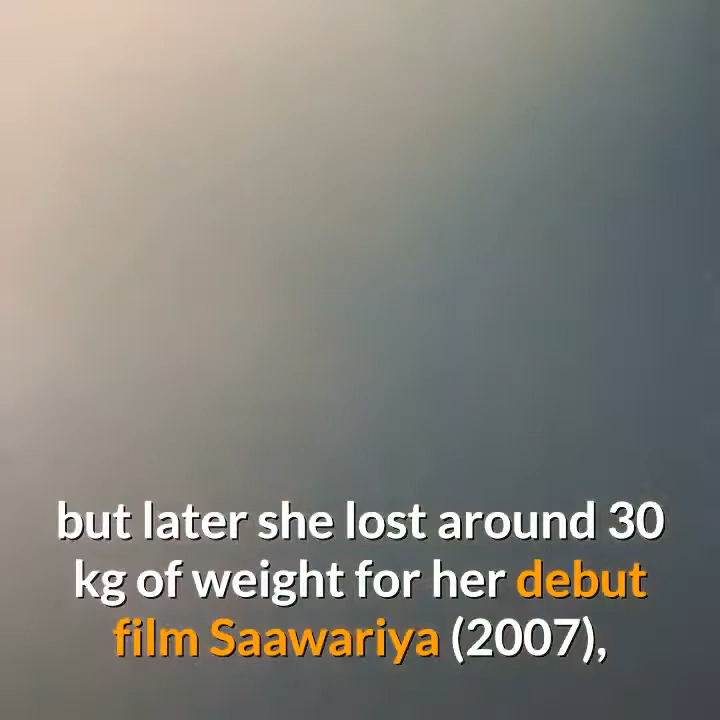 but later she lost around 30
kg of weight for her debut
film Saawariya (2007),